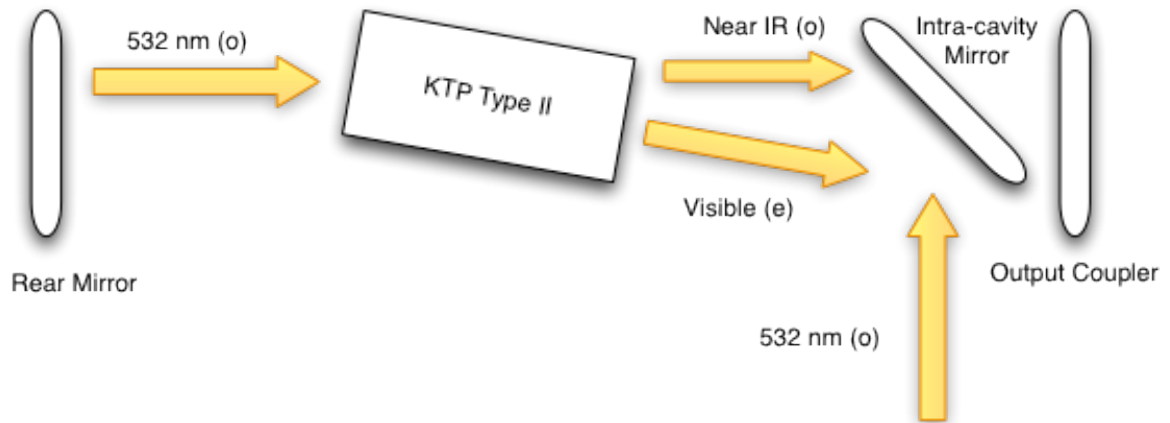 532 nm (o)
KTP Type II
Near IR (o)
Intra-cavity
Mirror
Visible (e)
Rear Mirror
Output Coupler
532 nm (o)